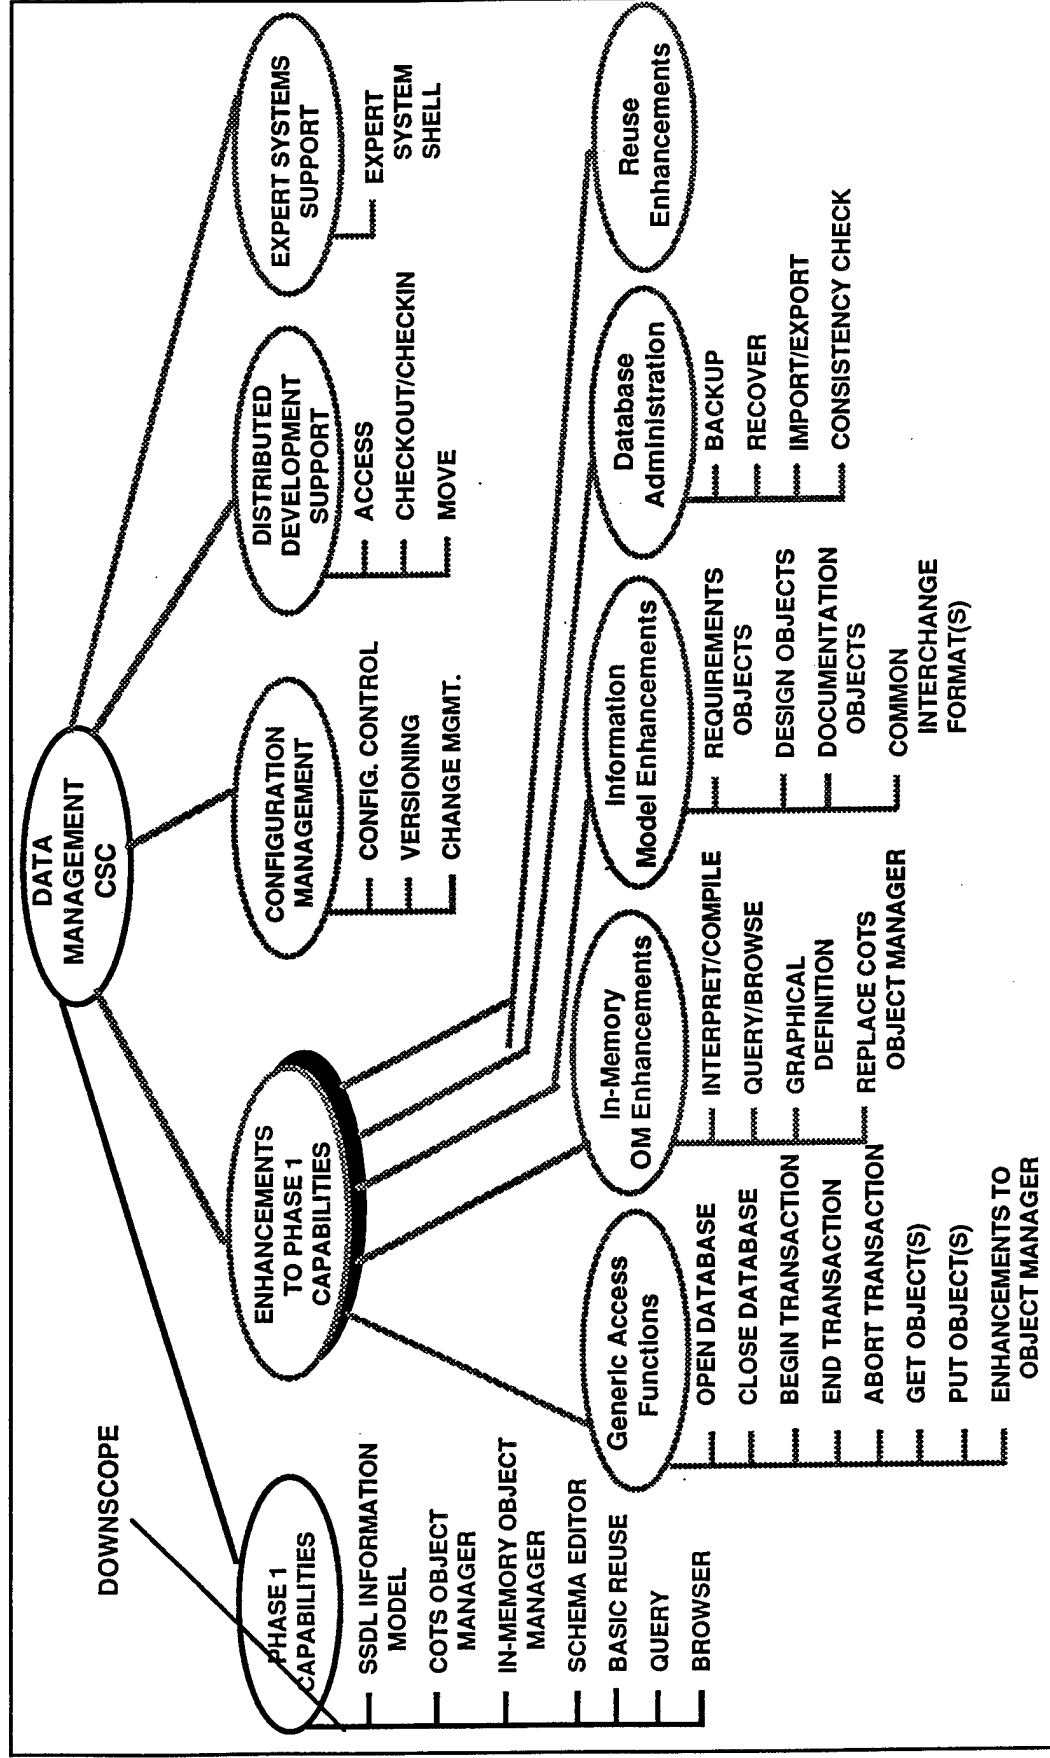 DATA
MANAGEMENT
CSC
DOWNSCOPE
PHASE 1
CAPABILITIES
SSDL INFORMATION
MODEL
COTS OBJECT
MANAGER
IN-MEMORY OBJECT
MANAGER
SCHEMA EDITOR
BASIC REUSE
QUERY
BROWSER
ENHANCEMENTS
TO PHASE 1
CAPABILITIES
CONFIGURATION
MANAGEMENT
CONFIG. CONTROL
VERSIONING
CHANGE MGMT.
DISTRIBUTED
DEVELOPMENT
SUPPORT
ACCESS
CHECKOUT/CHECKIN
MOVE
EXPERT SYSTEMS
SUPPORT
EXPERT
SYSTEM
SHELL
Generic Access
Functions
OPEN DATABASE
CLOSE DATABASE
BEGIN TRANSACTION
END TRANSACTION
ABORT TRANSACTION
GET OBJECT(S)
PUT OBJECT(S)
ENHANCEMENTS TO
OBJECT MANAGER
In-Memory
OM Enhancements
INTERPRET/COMPILE
QUERY/BROWSE
GRAPHICAL
DEFINITION
REPLACE COTS
OBJECT MANAGER
Information
Model Enhancements
REQUIREMENTS
OBJECTS
DESIGN OBJECTS
DOCUMENTATION
OBJECTS
COMMON
INTERCHANGE
FORMAT(S)
Database
Administration
BACKUP
RECOVER
IMPORT/EXPORT
CONSISTENCY CHECK
Reuse
Enhancements